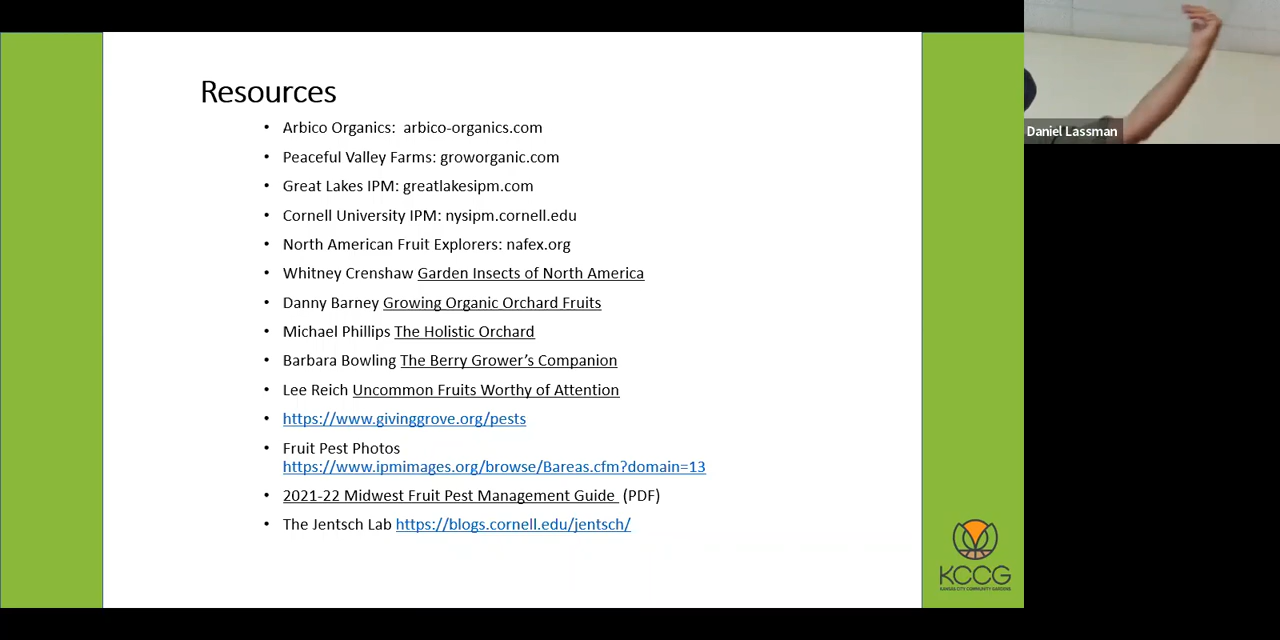 Resources
• Arbico Organics:  arbico-organics.com
• Peaceful Valley Farms: groworganic.com
• Great Lakes IPM: greatlakesipm.com
• Cornell University IPM: nysipm.cornell.edu
• North American Fruit Explorers: nafex.org
• Whitney Crenshaw Garden Insects of North America
• Danny Barney Growing Organic Orchard Fruits
• Michael Phillips The Holistic Orchard
• Barbara Bowling The Berry Grower’s Companion
• Lee Reich Uncommon Fruits Worthy of Attention
• https://www.givinggrove.org/pests
• Fruit Pest Photos
https://www.ipmimages.org/browse/Bareas.cfm?domain=13
• 2021-22 Midwest Fruit Pest Management Guide  (PDF)
• The Jentsch Lab https://blogs.cornell.edu/jentsch/
KCCG
KANSAS CITY COMMUNITY GARDENS
Daniel Lassman